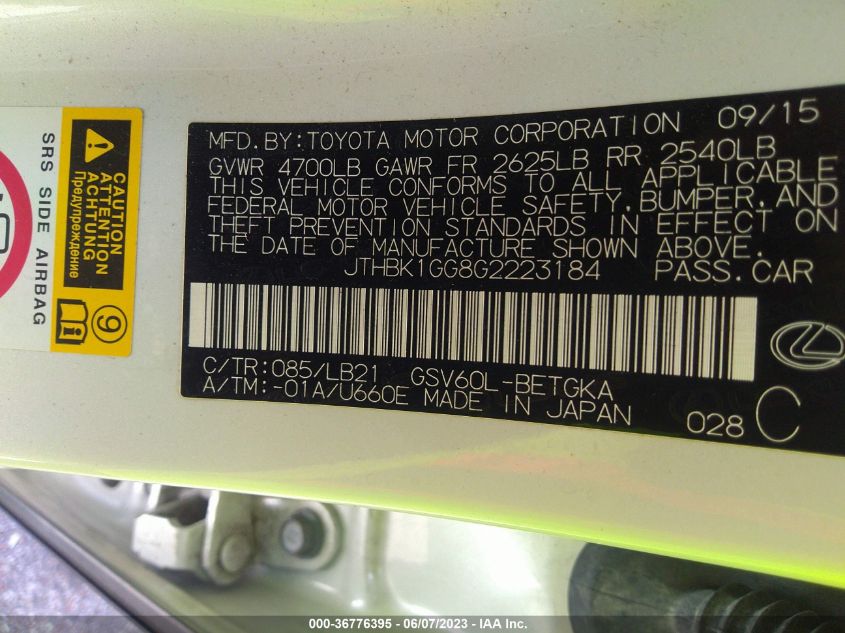 MFD.BY:TOYOTA MOTOR CORPORATION 09/15
GVWR 4700LB GAWR FR 2625LB RR 2540LB
THIS VEHICLE CONFORMS TO ALL APPLICABLE
FEDERAL MOTOR VEHICLE SAFETY,BUMPER,AND
THEFT PREVENTION STANDARDS IN EFFECT ON
THE DATE OF MANUFACTURE SHOWN ABOVE.
JTHBK1GG8G2223184 PASS.CAR
C/TR:085/LB21 GSV60L-BETGKA
A/TM:-01A/U660E MADE IN JAPAN
028 C
SRS SIDE AIRBAG
CAUTION
ATTENTION
ACHTUNG
Предупреждение
9
000-36776395 - 06/07/2023 - IAA Inc.